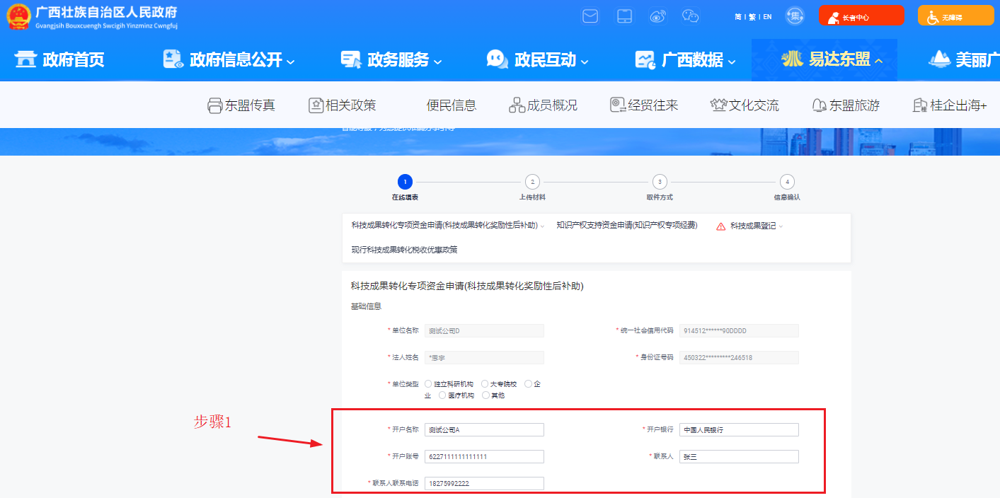 广西壮族自治区人民政府
Gvangjsih Bouxcuengh Swcigih Yinzminz Cwngfuj
简 | 繁 | EN
集
长者中心
无障碍
政府首页 政府信息公开 政务服务 政民互动 广西数据 易达东盟 美丽广
东盟传真 相关政策 便民信息 成员概况 经贸往来 文化交流 东盟旅游 桂企出海+
1 2 3 4
在线填表 上传材料 取件方式 信息确认
科技成果转化专项资金申请(科技成果转化奖励性后补助) 知识产权支持资金申请(知识产权专项经费) 科技成果登记
现行科技成果转化税收优惠政策
科技成果转化专项资金申请(科技成果转化奖励性后补助)
基础信息
* 单位名称 测试公司D * 统一社会信用代码 914512******90DDDD
* 法人姓名 *思宇 * 身份证号码 450322*********246518
* 单位类型 独立科研机构 大专院校 企
业 医疗机构 其他
步骤1
* 开户名称 测试公司A * 开户银行 中国人民银行
* 开户账号 6227111111111111 * 联系人 张三
* 联系人联系电话 18275992222